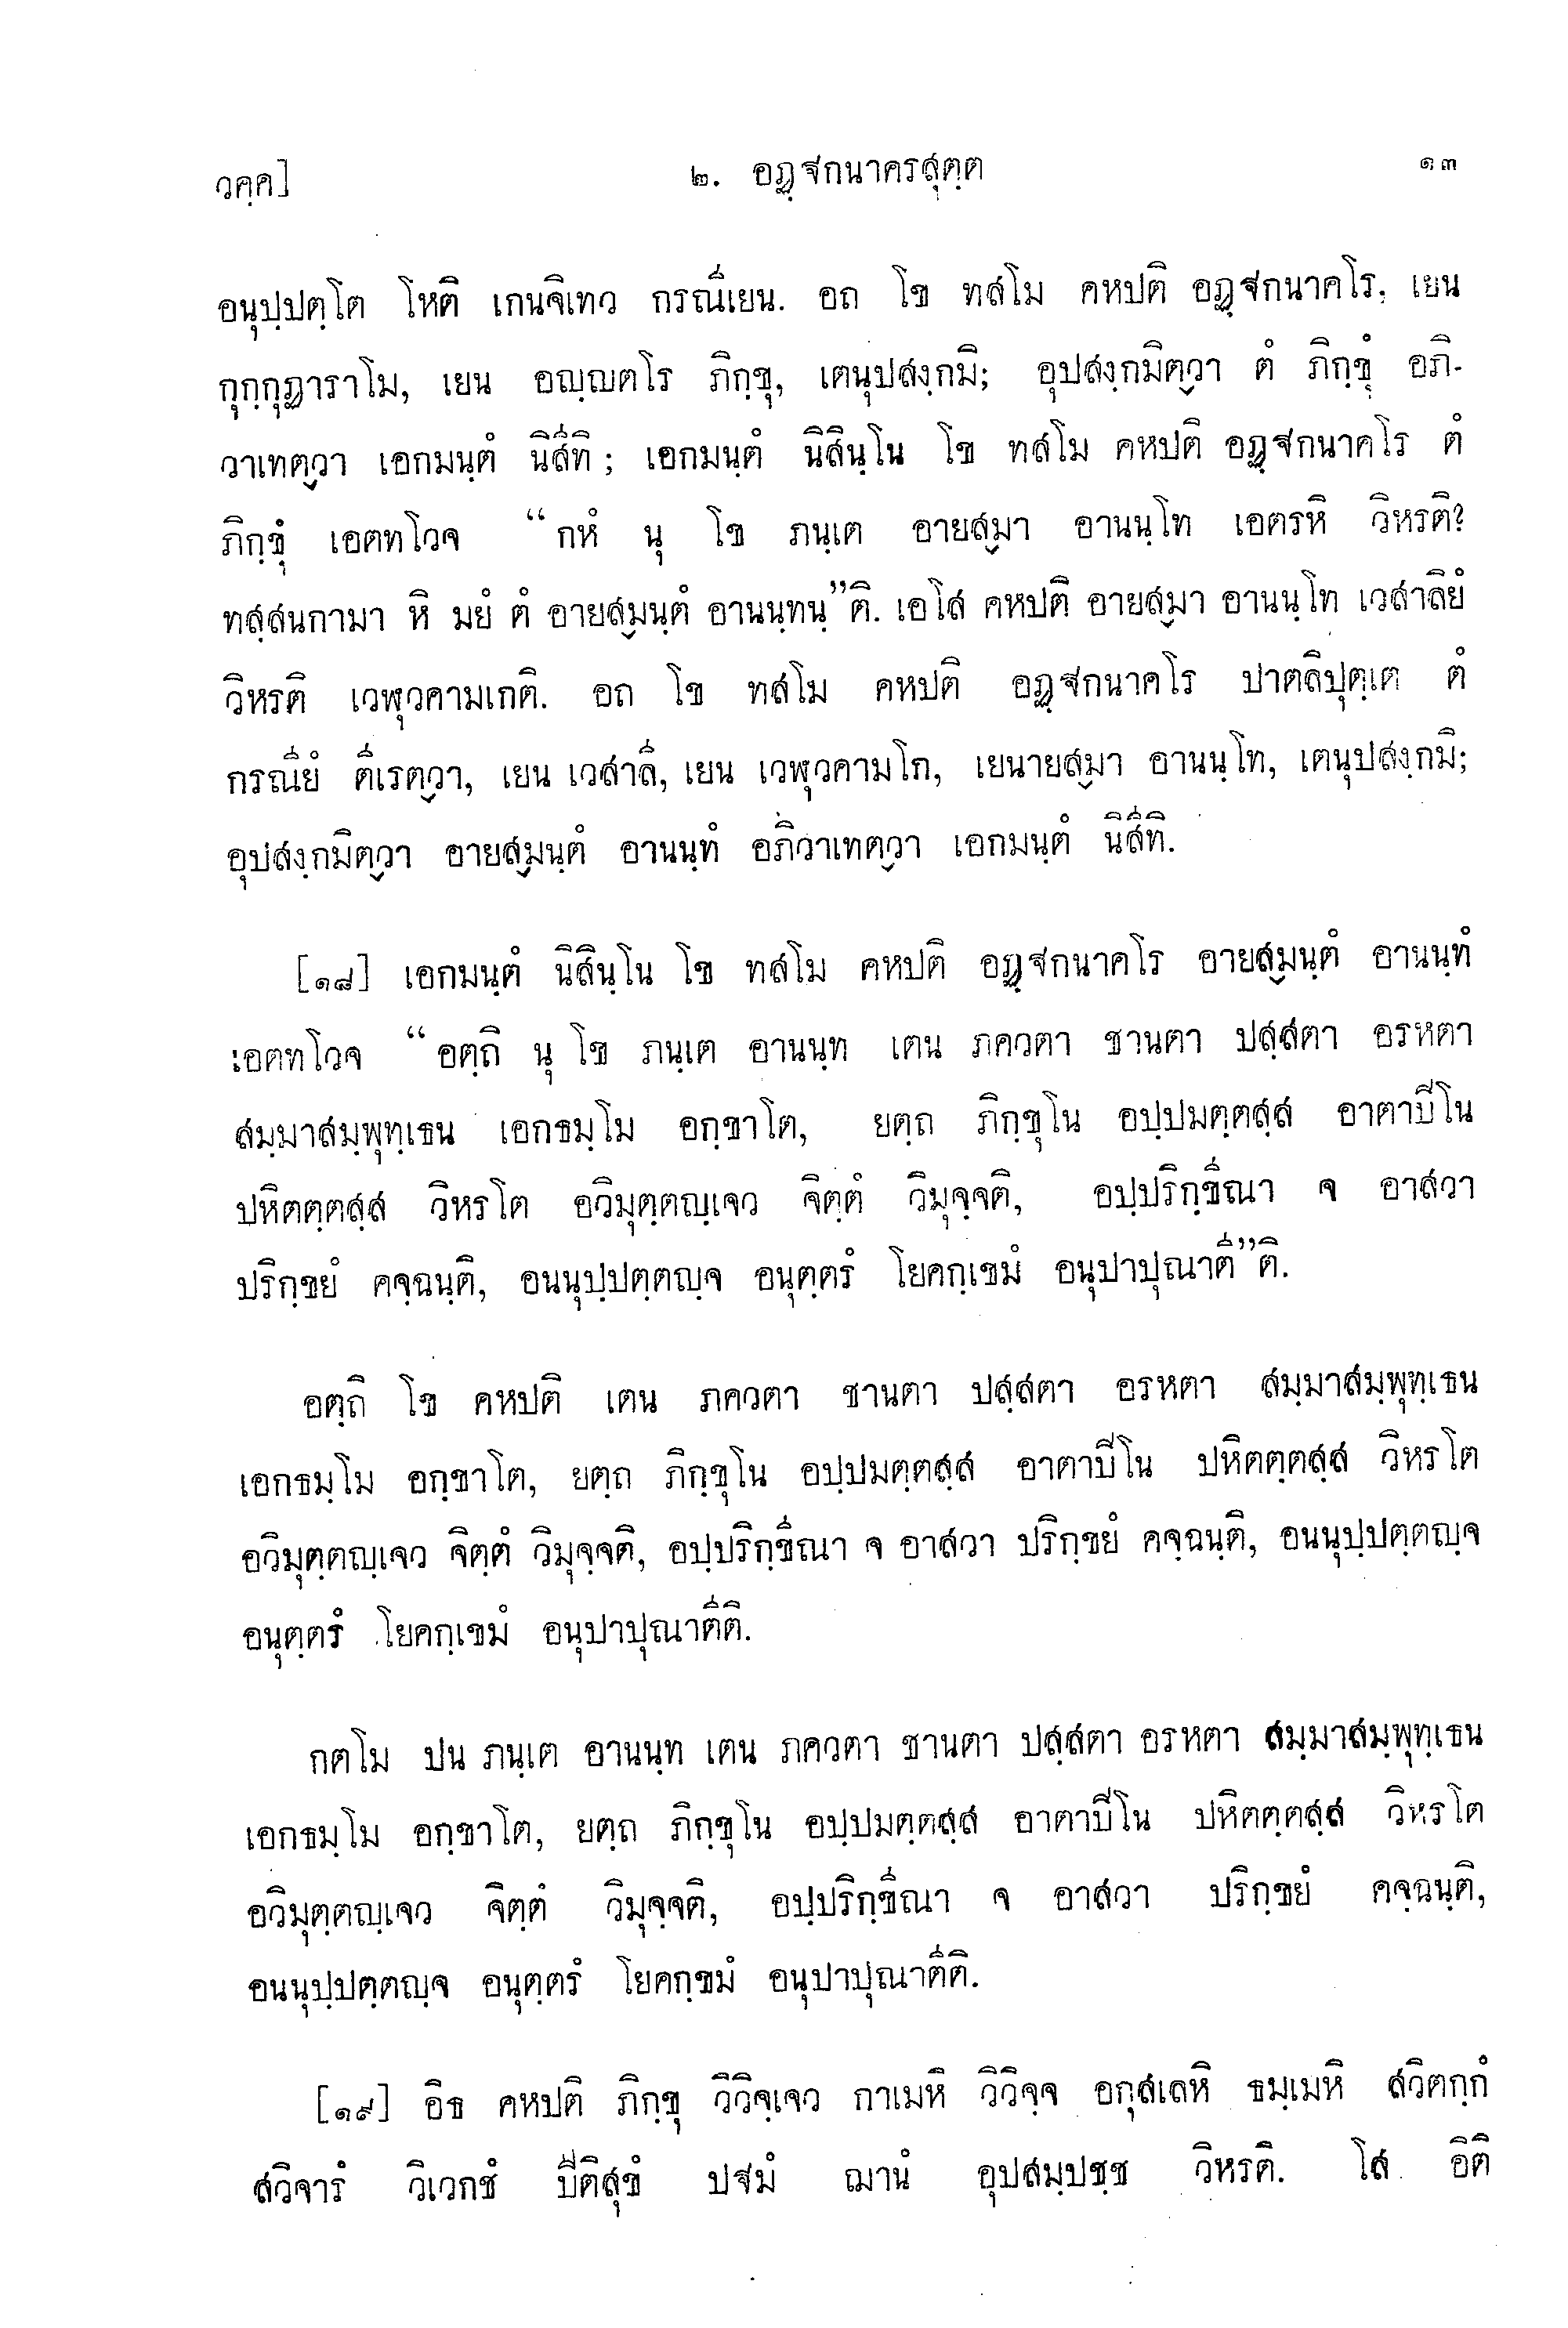 วคฺค]
๒. อฏฺฐกนาครสุตฺต
๑๓
อนุปฺปตฺโต โหติ เกนจิเทว กรณีเยน. อถ โข ทสโม คหปติ อฏฺฐกนาคโร, เยน
กุกฺกุฏาราโม, เยน อญฺญตโร ภิกฺขุ, เตนุปสงฺกมิ; อุปสงฺกมิตฺวา ตํ ภิกฺขุํ อภิ-
วาเทตฺวา เอกมนฺตํ นิสีทิ; เอกมนฺตํ นิสินฺโน โข ทสโม คหปติ อฏฺฐกนาคโร ตํ
ภิกฺขุํ เอตทโวจ “กหํ นุ โข ภนฺเต อายสฺมา อานนฺโท เอตรหิ วิหรติ?
ทสฺสนกามา หิ มยํ ตํ อายสฺมนฺตํ อานนฺทนฺ”ติ. เอโส คหปติ อายสฺมา อานนฺโท เวสาลิยํ
วิหรติ เวฬุวคามเกติ. อถ โข ทสโม คหปติ อฏฺฐกนาคโร ปาตลิปุตฺเต ตํ
กรณียํ ตีเรตฺวา, เยน เวสาลี, เยน เวฬุวคามโก, เยนายสฺมา อานนฺโท, เตนุปสงฺกมิ;
อุปสงฺกมิตฺวา อายสฺมนฺตํ อานนฺทํ อภิวาเทตฺวา เอกมนฺตํ นิสีทิ.
[๑๘] เอกมนฺตํ นิสินฺโน โข ทสโม คหปติ อฏฺฐกนาคโร อายสฺมนฺตํ อานนฺทํ
เอตทโวจ “อตฺถิ นุ โข ภนฺเต อานนฺท เตน ภควตา ชานตา ปสฺสตา อรหตา
สมฺมาสมฺพุทฺเธน เอกธมฺโม อกฺขาโต, ยตฺถ ภิกฺขุโน อปฺปมตฺตสฺส อาตาปีโน
ปหิตตฺตสฺส วิหรโต อวิมุตฺตญฺเจว จิตฺตํ วิมุจฺจติ, อปฺปริกฺขีณา จ อาสวา
ปริกฺขยํ คจฺฉนฺติ, อนนุปฺปตฺตญฺจ อนุตฺตรํ โยคกฺเขมํ อนุปาปุณาตี”ติ.
อตฺถิ โข คหปติ เตน ภควตา ชานตา ปสฺสตา อรหตา สมฺมาสมฺพุทฺเธน
เอกธมฺโม อกฺขาโต, ยตฺถ ภิกฺขุโน อปฺปมตฺตสฺส อาตาปีโน ปหิตตฺตสฺส วิหรโต
อวิมุตฺตญฺเจว จิตฺตํ วิมุจฺจติ, อปฺปริกฺขีณา จ อาสวา ปริกฺขยํ คจฺฉนฺติ, อนนุปฺปตฺตญฺจ
อนุตฺตรํ โยคกฺเขมํ อนุปาปุณาตีติ.
กตโม ปน ภนฺเต อานนฺท เตน ภควตา ชานตา ปสฺสตา อรหตา สมฺมาสมฺพุทฺเธน
เอกธมฺโม อกฺขาโต, ยตฺถ ภิกฺขุโน อปฺปมตฺตสฺส อาตาปีโน ปหิตตฺตสฺส วิหรโต
อวิมุตฺตญฺเจว จิตฺตํ วิมุจฺจติ, อปฺปริกฺขีณา จ อาสวา ปริกฺขยํ คจฺฉนฺติ,
อนนุปฺปตฺตญฺจ อนุตฺตรํ โยคกฺขมํ อนุปาปุณาตีติ.
[๑๙] อิธ คหปติ ภิกฺขุ วิวิจฺเจว กาเมหิ วิวิจฺจ อกุสเลหิ ธมฺเมหิ สวิตกฺกํ
สวิจารํ วิเวกชํ ปีติสุขํ ปฐมํ ฌานํ อุปสมฺปชฺช วิหรติ. โส อิติ